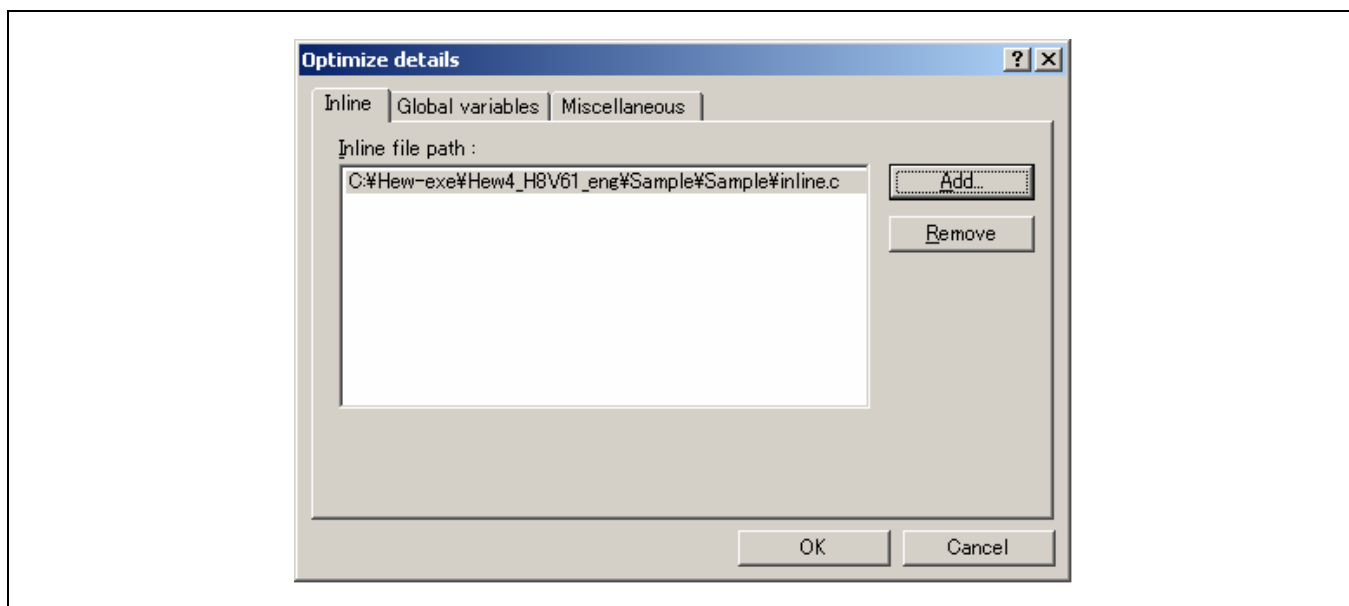 Optimize details
Inline Global variables Miscellaneous
Inline file path :
C:¥Hew-exe¥Hew4_H8V61_eng¥Sample¥Sample¥inline.c
Add...
Remove
OK Cancel